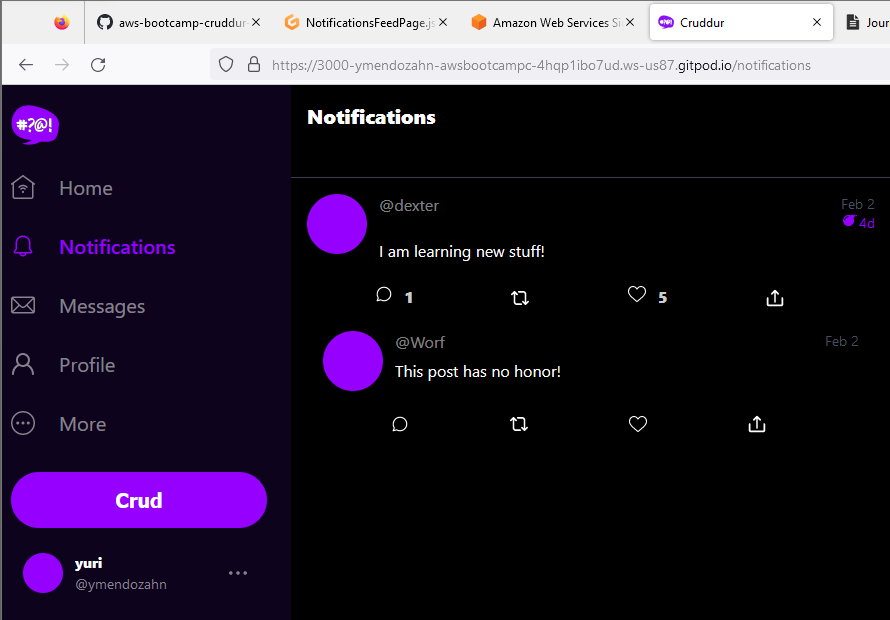 aws-bootcamp-cruddur-
NotificationsFeedPage.js
Amazon Web Services Si
Cruddur
Jour
https://3000-ymendozahn-awsbootcampc-4hqp1ibo7ud.ws-us87.gitpod.io/notifications
#?@!
Home
Notifications
Messages
Profile
More
Crud
yuri
@ymendozahn
Notifications
@dexter
Feb 2
4d
I am learning new stuff!
1
5
@Worf
Feb 2
This post has no honor!